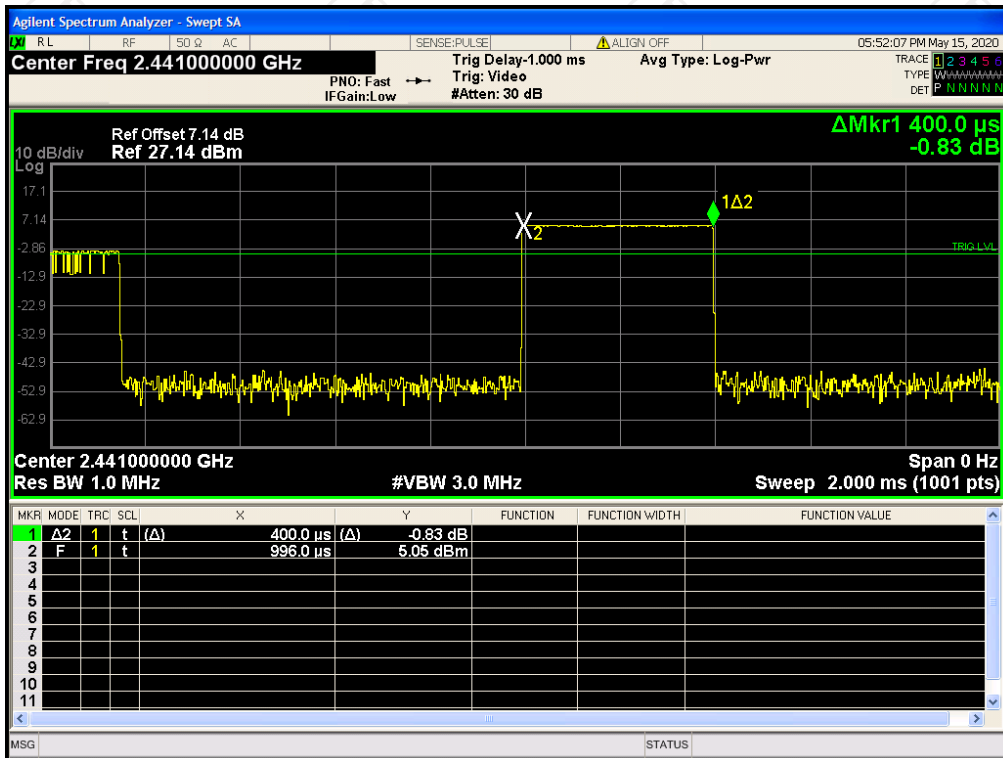 Agilent Spectrum Analyzer - Swept SA
LXI RL RF 50 Ω AC SENSE:PULSE ALIGN OFF 05:52:07 PM May 15, 2020
Center Freq 2.441000000 GHz
PNO: Fast
IFGain:Low
Trig Delay-1.000 ms
Trig: Video
#Atten: 30 dB
Avg Type: Log-Pwr
TRACE 1 2 3 4 5 6
TYPE W
DET P N N N N N
ΔMkr1 400.0 µs
-0.83 dB
Ref Offset 7.14 dB
10 dB/div Ref 27.14 dBm
Log
17.1
1Δ2
7.14
2
-2.86
TRIG LVL
-12.9
-22.9
-32.9
-42.9
-52.9
-62.9
Center 2.441000000 GHz Span 0 Hz
Res BW 1.0 MHz #VBW 3.0 MHz Sweep 2.000 ms (1001 pts)
MKR MODE TRC SCL X Y FUNCTION FUNCTION WIDTH FUNCTION VALUE
1 Δ2 1 t (Δ) 400.0 µs (Δ) -0.83 dB
2 F 1 t 996.0 µs 5.05 dBm
3
4
5
6
7
8
9
10
11
MSG STATUS